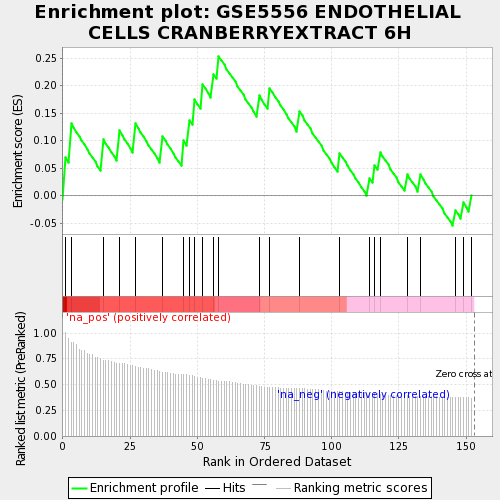 Enrichment plot: GSE5556 ENDOTHELIAL
CELLS CRANBERRYEXTRACT 6H
Enrichment score (ES)
0.25
0.20
0.15
0.10
0.05
0.00
-0.05
'na_pos' (positively correlated)
Ranked list metric (PreRanked)
1.00
0.75
0.50
0.25
0.00
Zero cross at
'na_neg' (negatively correlated)
0
25
50
75
100
125
150
Rank in Ordered Dataset
Enrichment profile
Hits
Ranking metric scores